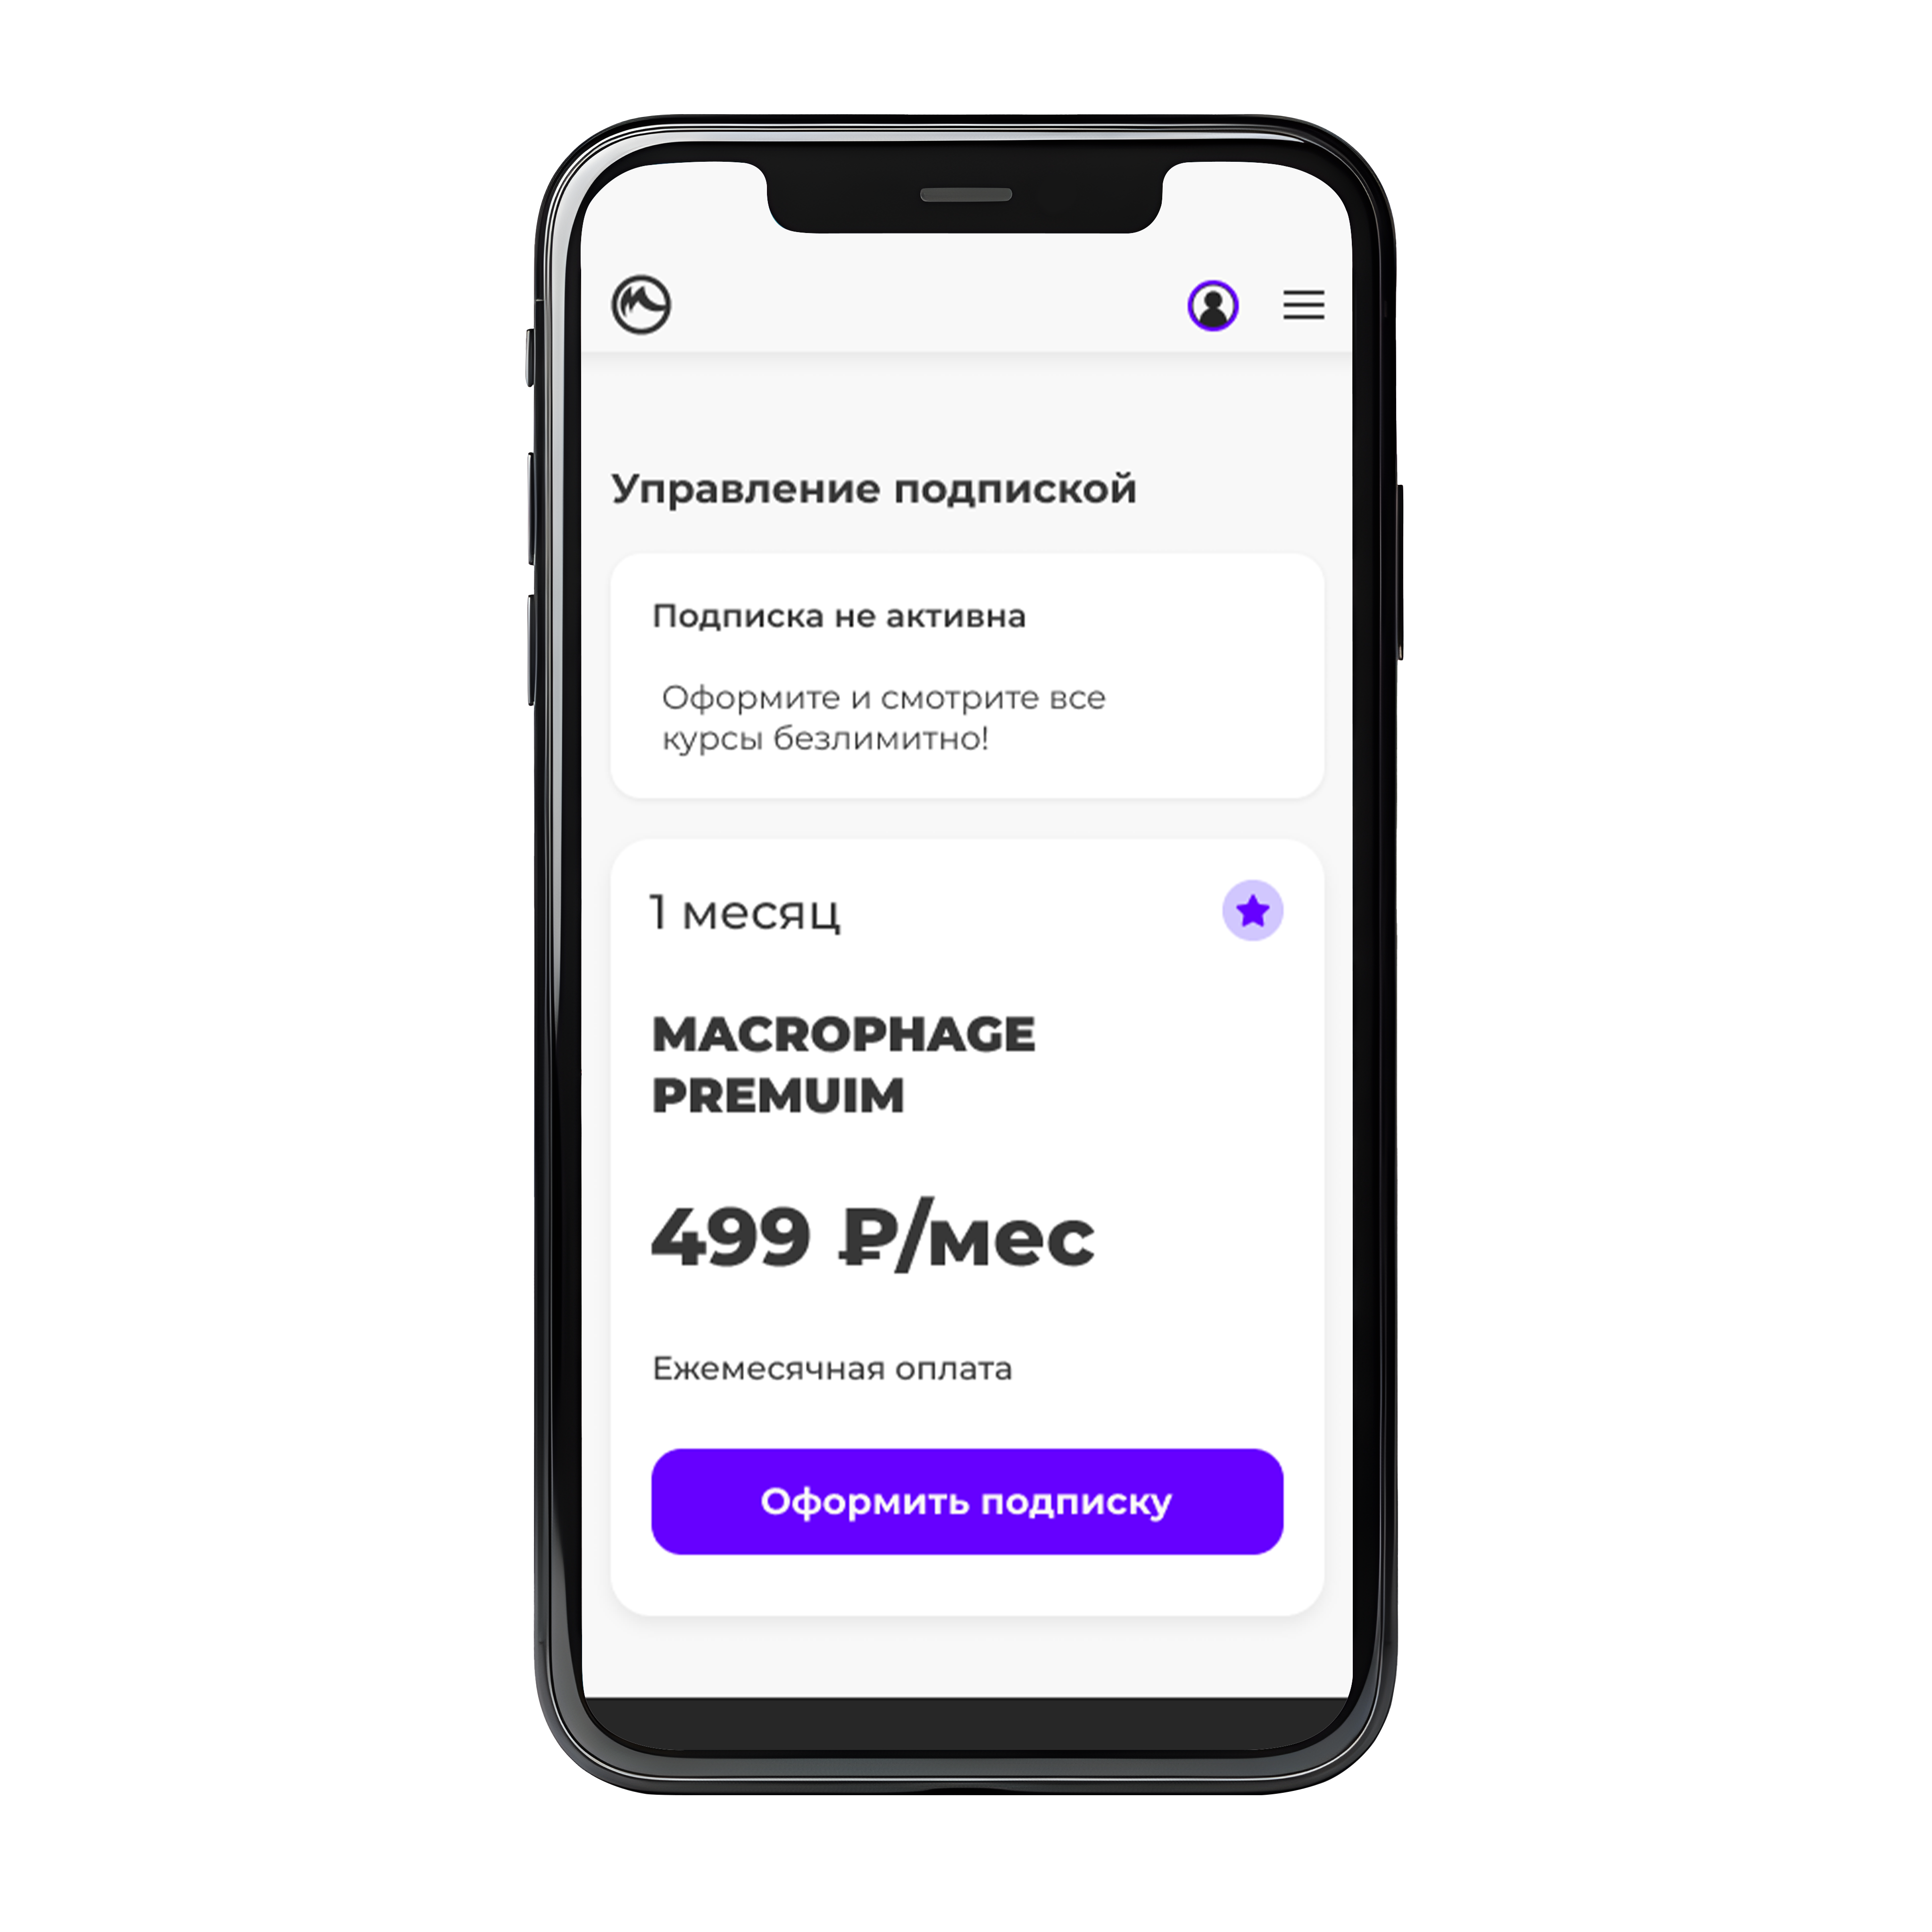 Управление подпиской
Подписка не активна
Оформите и смотрите все
курсы безлимитно!
1 месяц
MACROPHAGE
PREMUIM
499 ₽/мес
Ежемесячная оплата
Оформить подписку